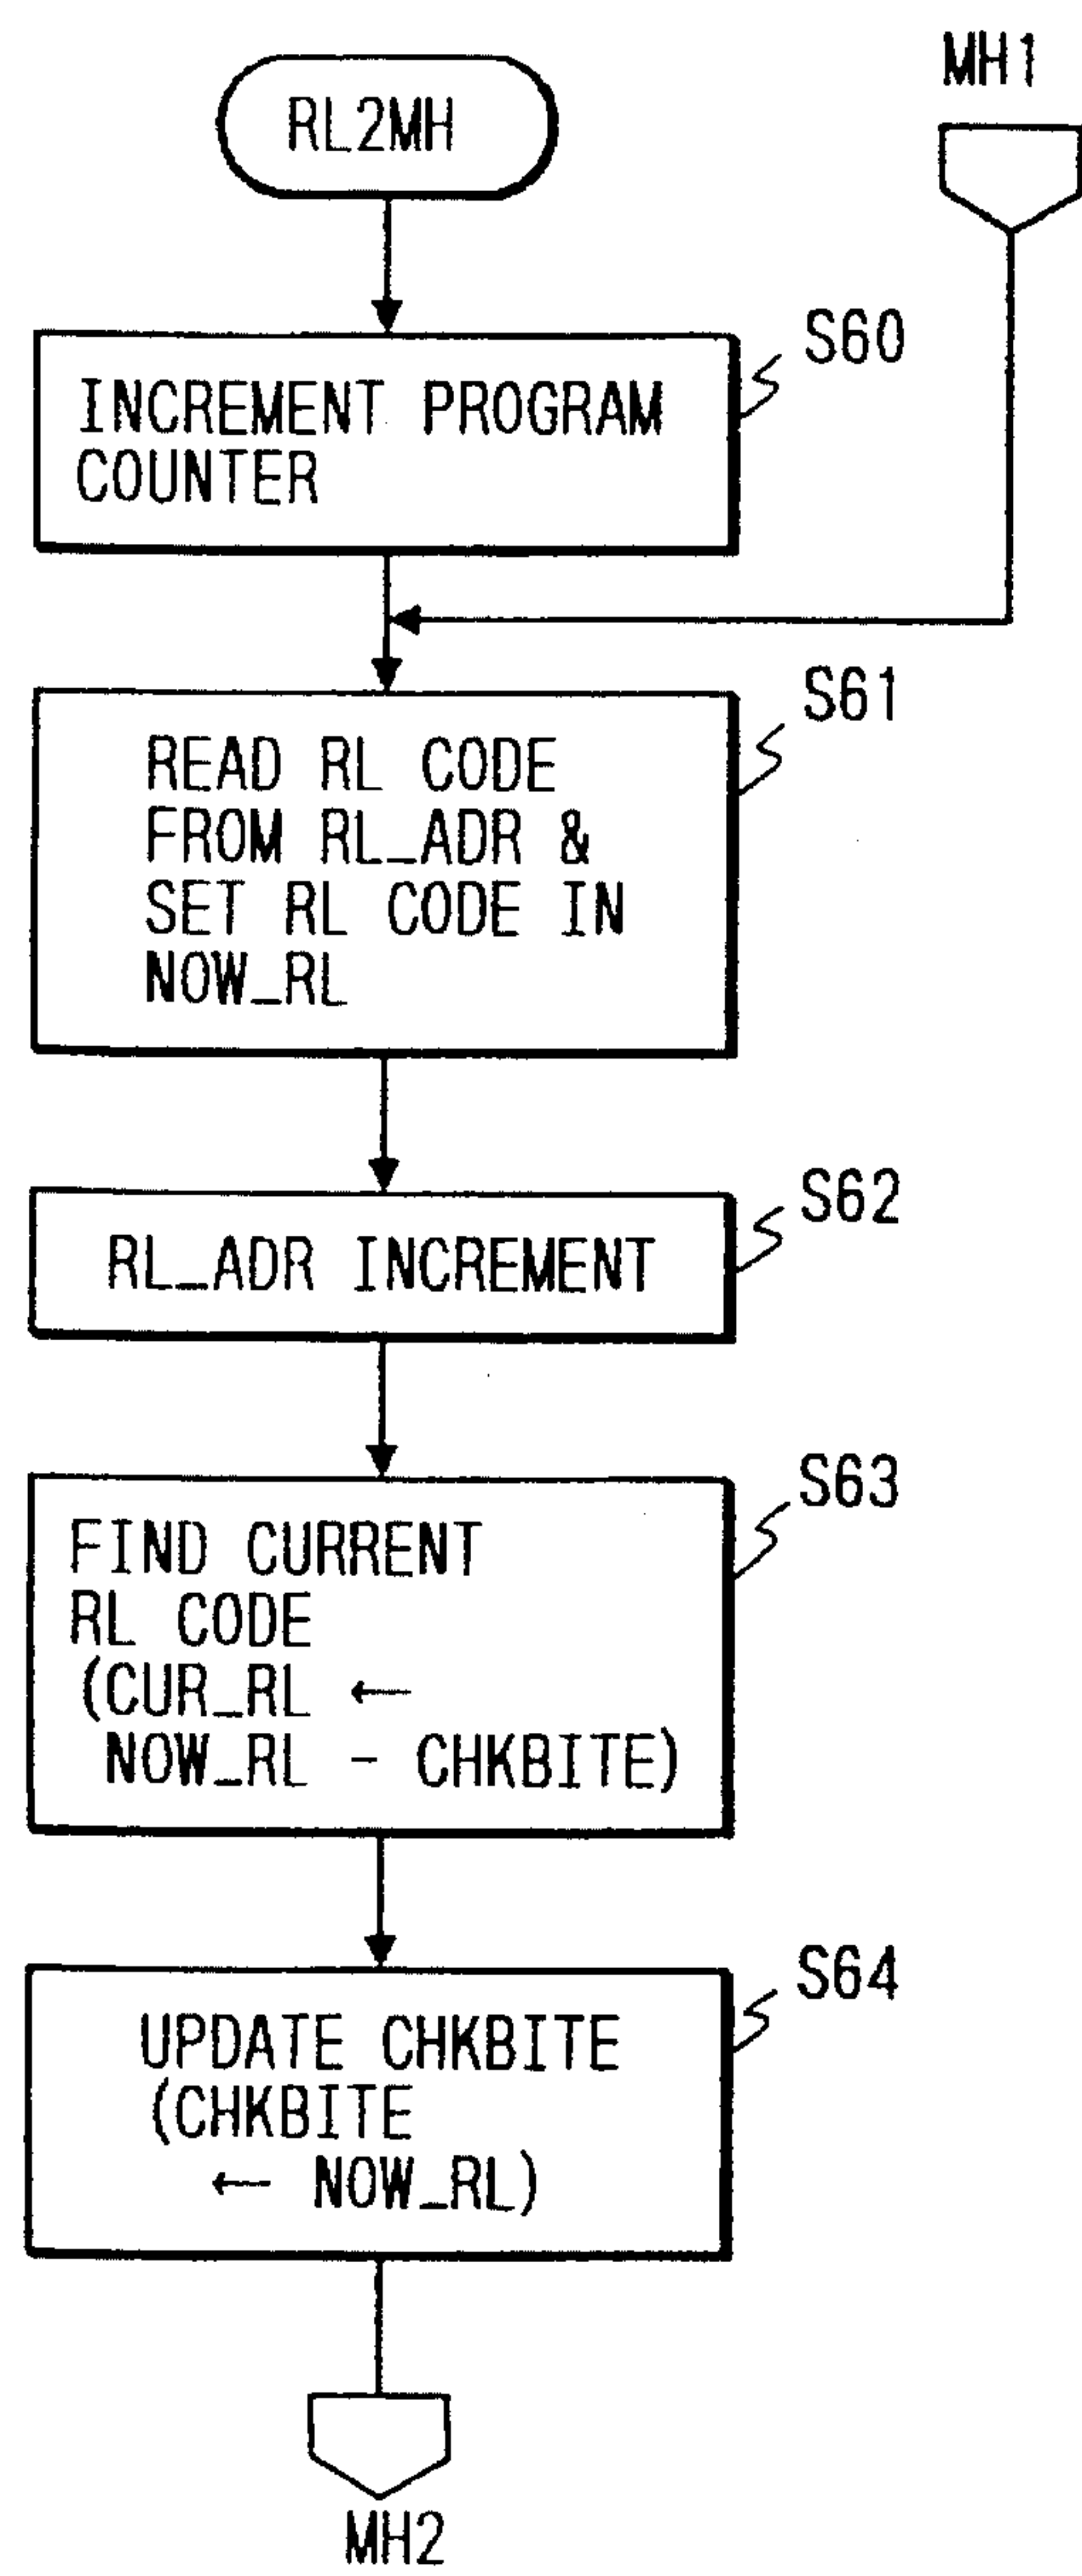 RL2MH
MH1
S60
INCREMENT PROGRAM
COUNTER
S61
READ RL CODE
FROM RL_ADR &
SET RL CODE IN
NOW_RL
S62
RL_ADR INCREMENT
S63
FIND CURRENT
RL CODE
(CUR_RL ←
NOW_RL - CHKBITE)
S64
UPDATE CHKBITE
(CHKBITE
← NOW_RL)
MH2